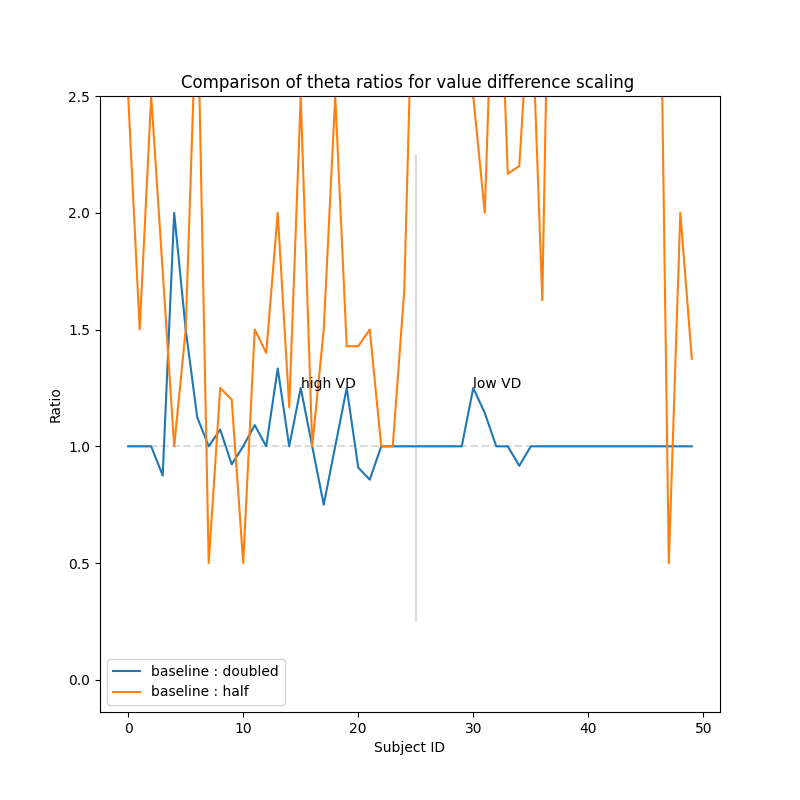 Comparison of theta ratios for value difference scaling
2.5
2.0
1.5
high VD
low VD
Ratio
1.0
0.5
0.0
baseline : doubled
baseline : half
0
10
20
30
40
50
Subject ID